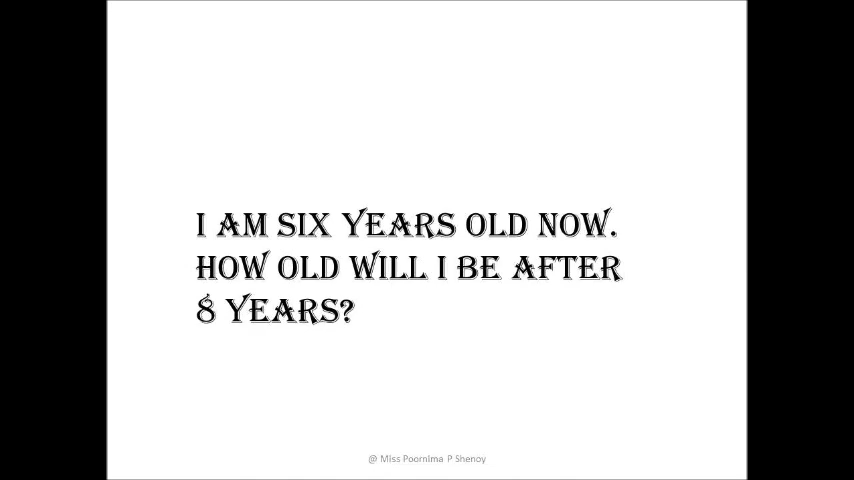 I AM SIX YEARS OLD NOW.
HOW OLD WILL I BE AFTER
8 YEARS?
@ Miss Poornima P Shenoy